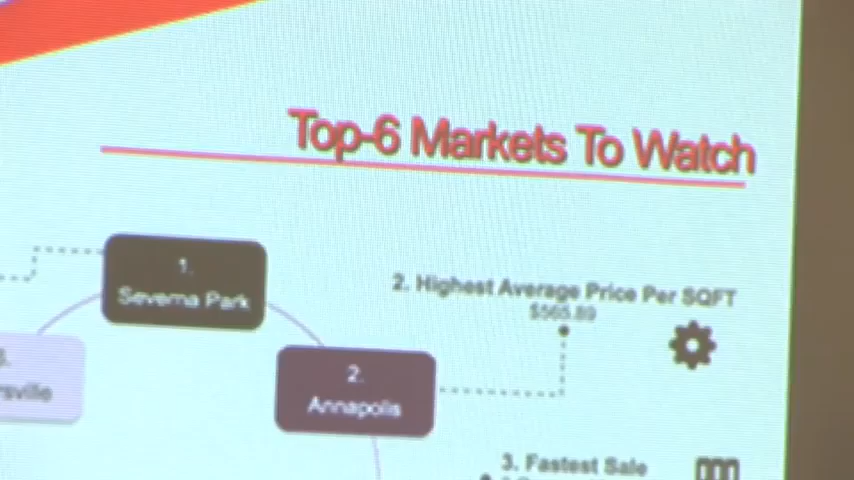 Top-6 Markets To Watch
1.
Severna Park
2. Highest Average Price Per SQFT
$565.89
2.
Annapolis
3. Fastest Sale